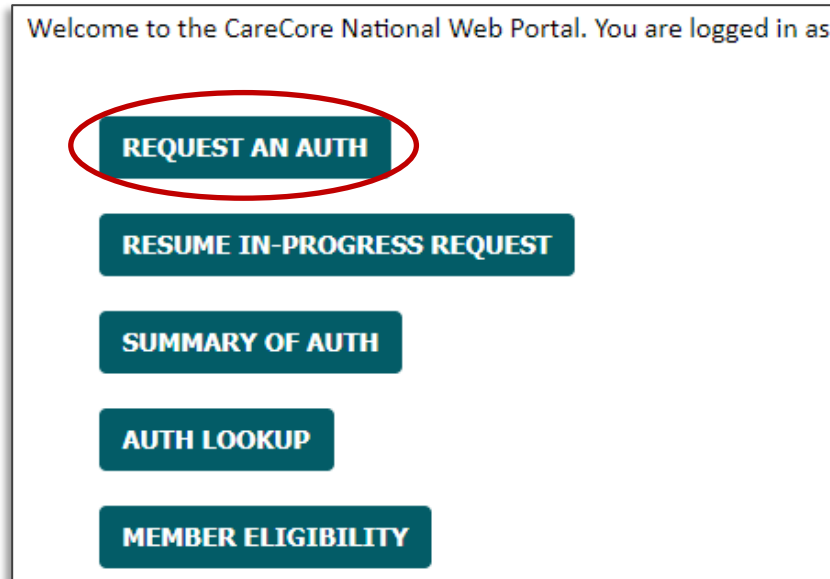 Welcome to the CareCore National Web Portal. You are logged in as
REQUEST AN AUTH
RESUME IN-PROGRESS REQUEST
SUMMARY OF AUTH
AUTH LOOKUP
MEMBER ELIGIBILITY